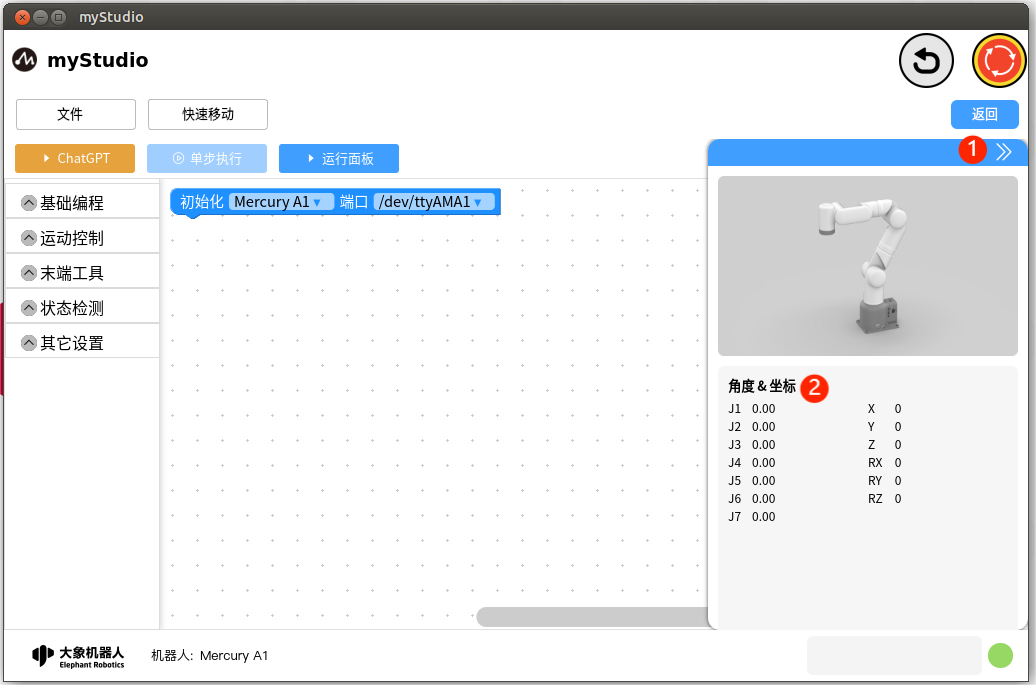 myStudio
myStudio
文件 快速移动 返回
ChatGPT 单步执行 运行面板
1
基础编程
运动控制
末端工具
状态检测
其它设置
初始化 Mercury A1 端口 /dev/ttyAMA1
角度 & 坐标 2
J1 0.00 X 0
J2 0.00 Y 0
J3 0.00 Z 0
J4 0.00 RX 0
J5 0.00 RY 0
J6 0.00 RZ 0
J7 0.00
大象机器人
Elephant Robotics
机器人: Mercury A1